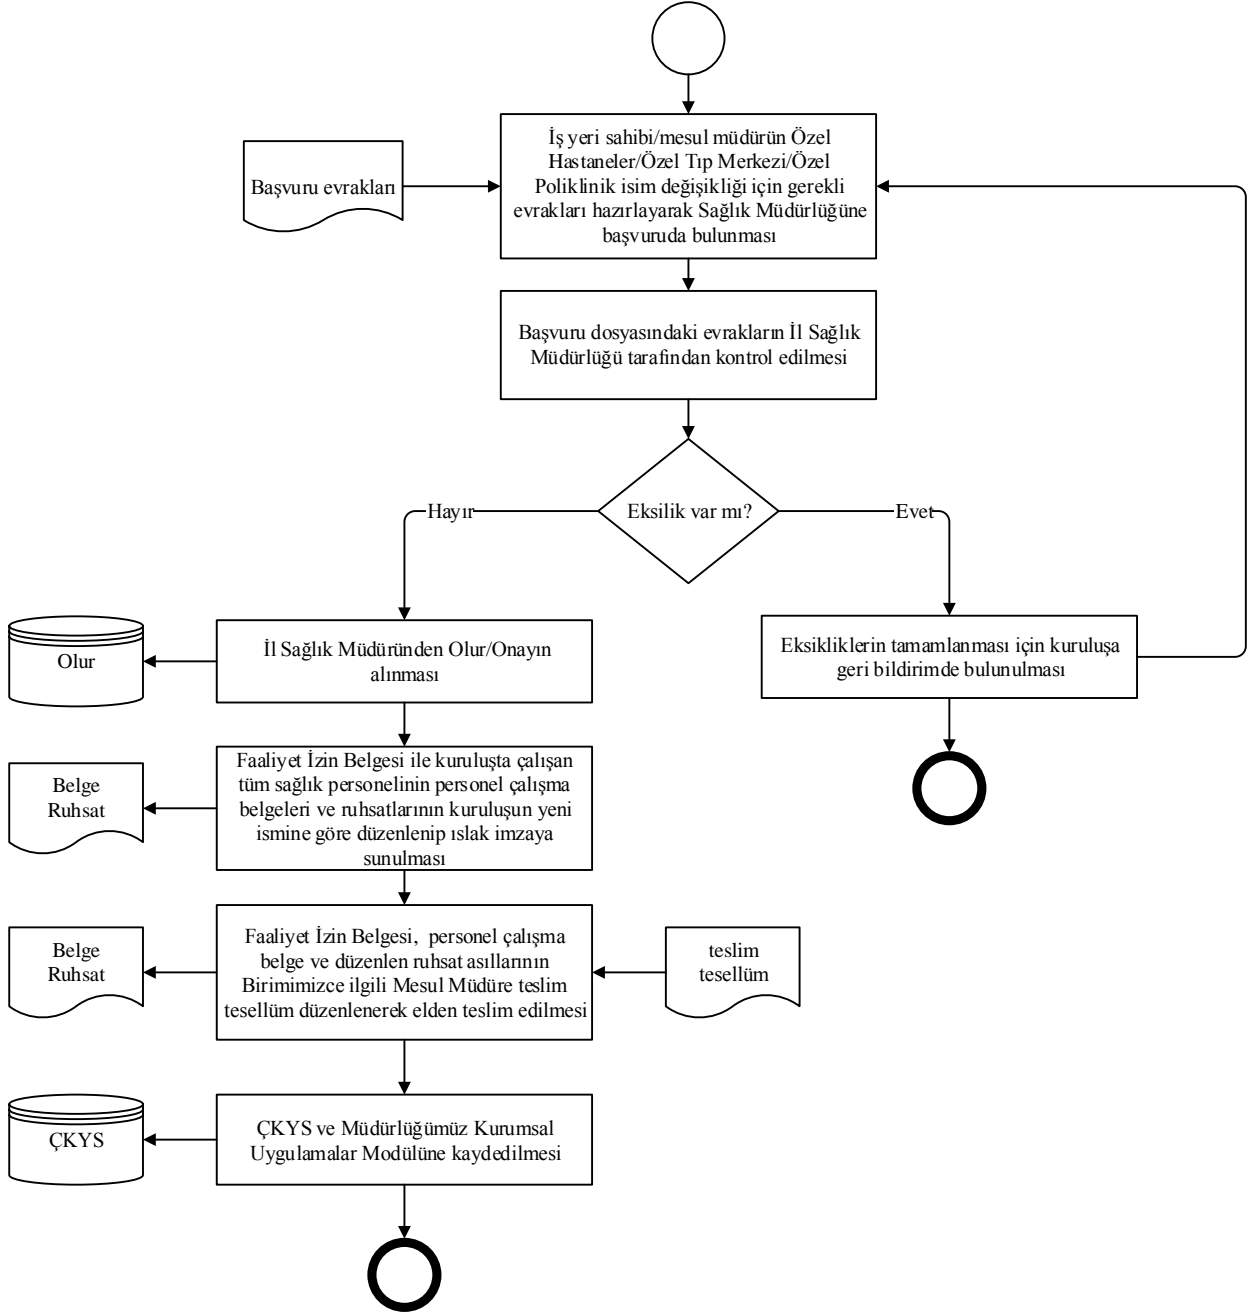 İş yeri sahibi/mesul müdürün Özel
Hastaneler/Özel Tıp Merkezi/Özel
Poliklinik isim değişikliği için gerekli
evrakları hazırlayarak Sağlık Müdürlüğüne
başvuruda bulunması
Başvuru evrakları
Başvuru dosyasındaki evrakların İl Sağlık
Müdürlüğü tarafından kontrol edilmesi
Eksilik var mı?
Hayır
Evet
Olur
İl Sağlık Müdüründen Olur/Onayın
alınması
Eksikliklerin tamamlanması için kuruluşa
geri bildirimde bulunulması
Belge
Ruhsat
Faaliyet İzin Belgesi ile kuruluşta çalışan
tüm sağlık personelinin personel çalışma
belgeleri ve ruhsatlarının kuruluşun yeni
ismine göre düzenlenip ıslak imzaya
sunulması
Belge
Ruhsat
Faaliyet İzin Belgesi, personel çalışma
belge ve düzenlen ruhsat asıllarının
Birimimizce ilgili Mesul Müdüre teslim
tesellüm düzenlenerek elden teslim edilmesi
teslim
tesellüm
ÇKYS
ÇKYS ve Müdürlüğümüz Kurumsal
Uygulamalar Modülüne kaydedilmesi